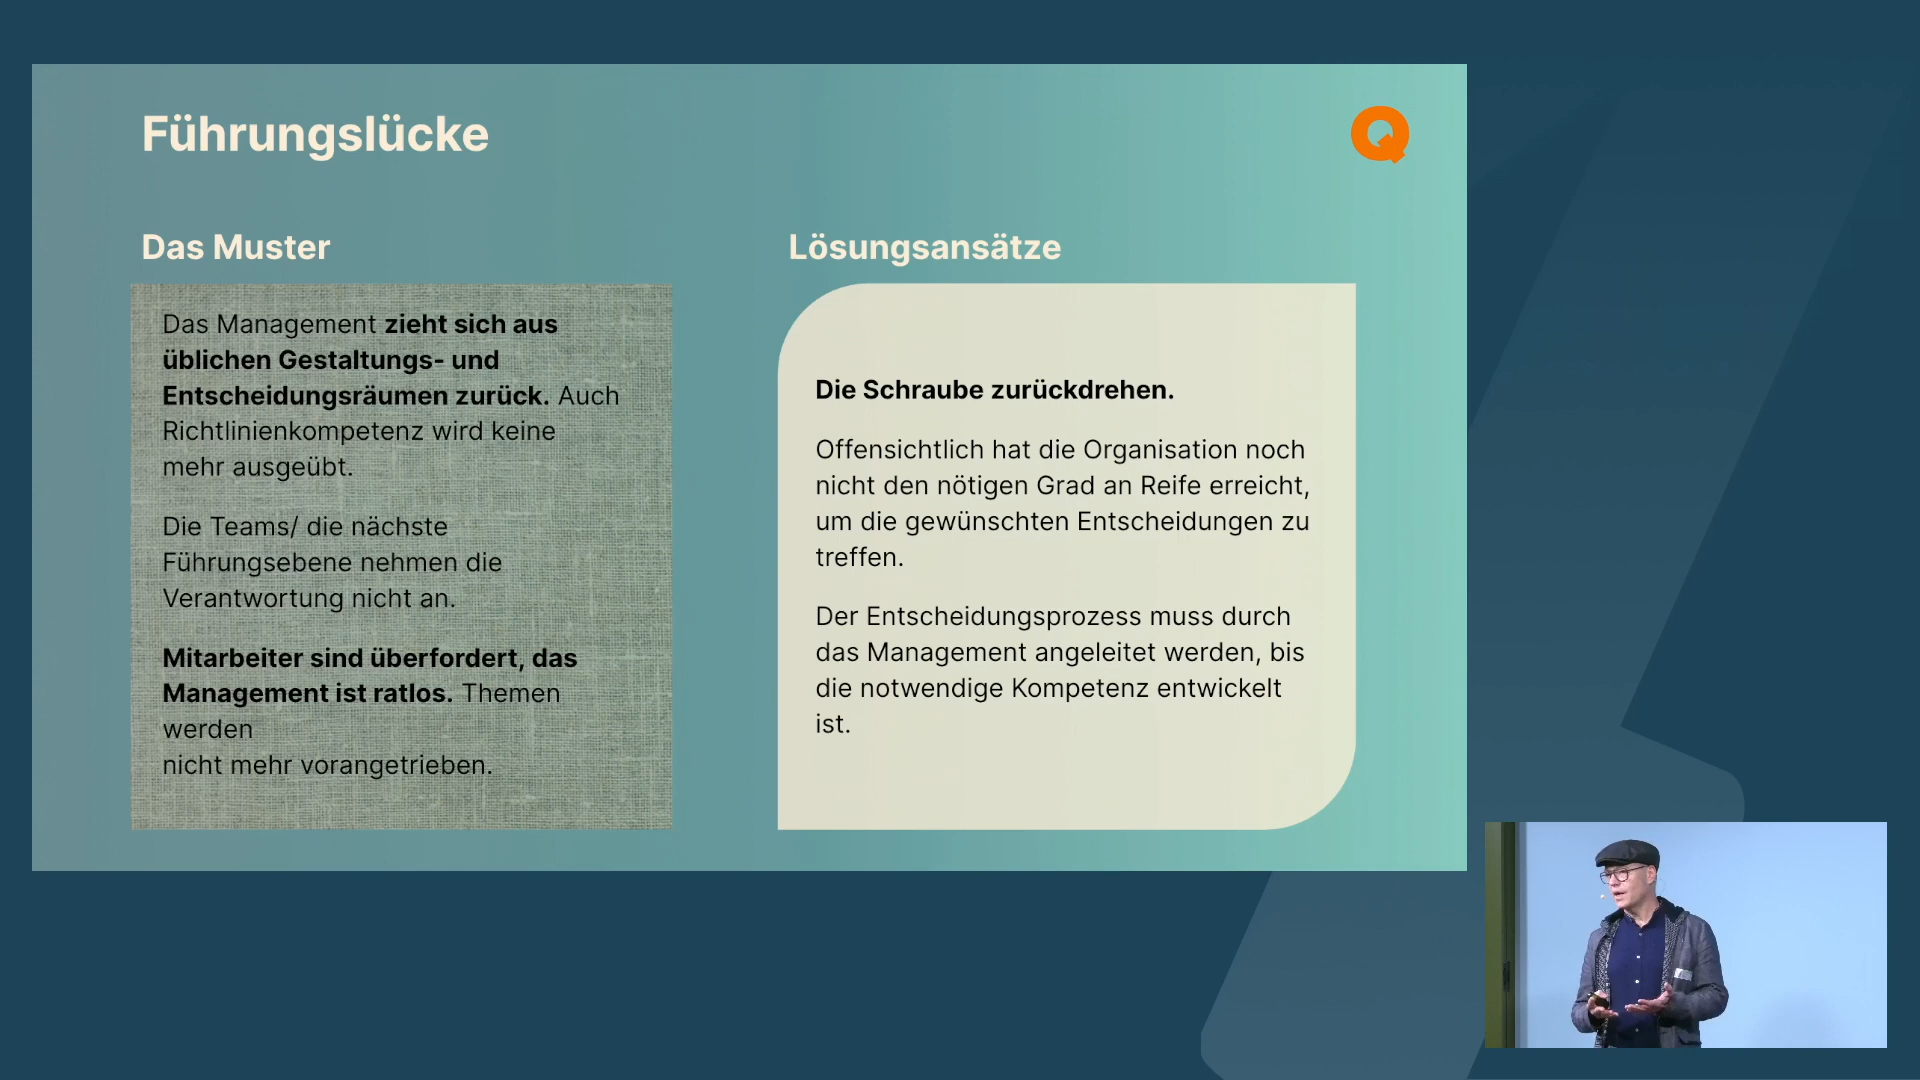 Führungslücke
Q
Das Muster
Das Management zieht sich aus
üblichen Gestaltungs- und
Entscheidungsräumen zurück. Auch
Richtlinienkompetenz wird keine
mehr ausgeübt.
Die Teams/ die nächste
Führungsebene nehmen die
Verantwortung nicht an.
Mitarbeiter sind überfordert, das
Management ist ratlos. Themen
werden
nicht mehr vorangetrieben.
Lösungsansätze
Die Schraube zurückdrehen.
Offensichtlich hat die Organisation noch
nicht den nötigen Grad an Reife erreicht,
um die gewünschten Entscheidungen zu
treffen.
Der Entscheidungsprozess muss durch
das Management angeleitet werden, bis
die notwendige Kompetenz entwickelt
ist.